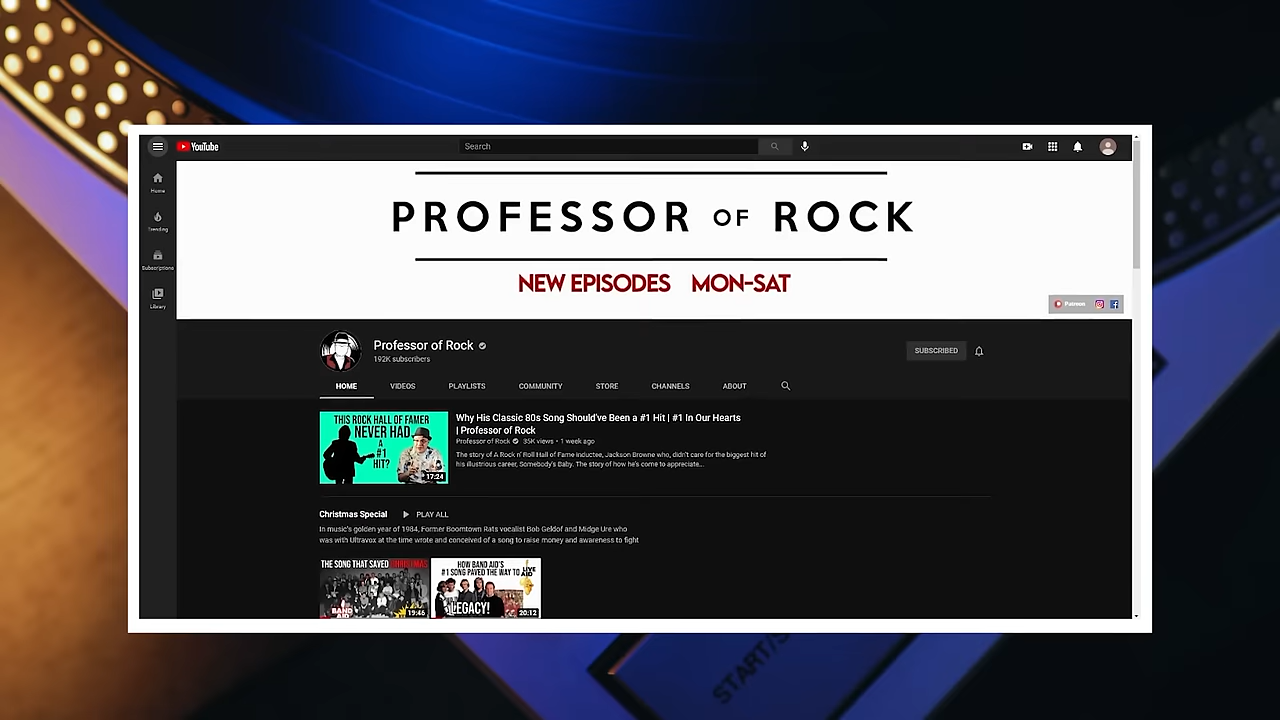 YouTube
Search
Home
Trending
Subscriptions
Library
PROFESSOR OF ROCK
NEW EPISODES MON-SAT
Patreon
Professor of Rock
192K subscribers
SUBSCRIBED
HOME VIDEOS PLAYLISTS COMMUNITY STORE CHANNELS ABOUT
THIS ROCK HALL OF FAMER
NEVER HAD
A
#1
HIT?
17:24
Why His Classic 80s Song Should've Been a #1 Hit | #1 In Our Hearts
| Professor of Rock
Professor of Rock 35K views • 1 week ago
The story of A Rock n' Roll Hall of Fame Inductee, Jackson Browne who, didn't care for the biggest hit of
his illustrious career, Somebody's Baby. The story of how he's come to appreciate...
Christmas Special PLAY ALL
In music's golden year of 1984, Former Boomtown Rats vocalist Bob Geldof and Midge Ure who
was with Ultravox at the time wrote and conceived of a song to raise money and awareness to fight
THE SONG THAT SAVED CHRISTMAS
BAND
AID
19:46
HOW BAND AID'S
#1 SONG PAVED THE WAY TO LIVE
AID
LEGACY!
20:12
START/S